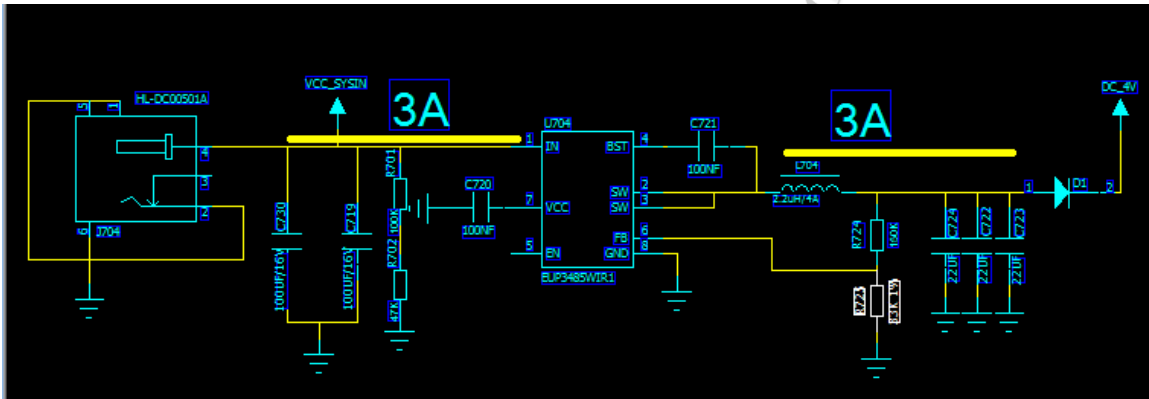 HL-DC00501A
5
1
4
3
2
6
J704
VCC_SYSIN
3A
C730
100UF/16V
C719
100UF/16V
R701
100K
R702
47K
C720
100NF
U704
1
IN
7
VCC
5
EN
BST
4
SW
2
SW
3
FB
6
GND
8
EUP3485WIR1
C721
100NF
3A
L704
2.2uH/4A
R724
150K
R723
33K 1%
C724
22UF
C722
22UF
C723
22UF
1
D1
2
DC_4V